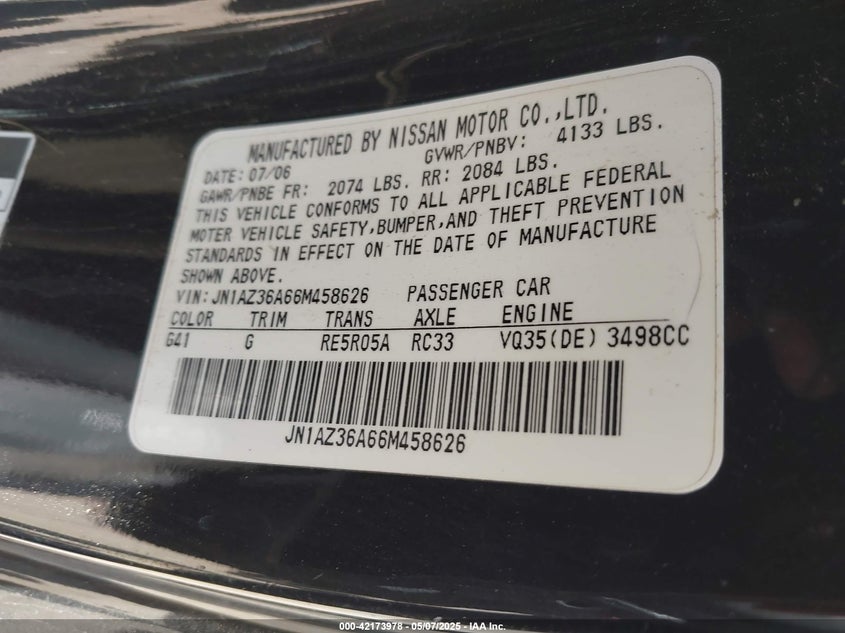 MANUFACTURED BY NISSAN MOTOR CO.,LTD.
DATE: 07/06 GVWR/PNBV: 4133 LBS.
GAWR/PNBE FR: 2074 LBS. RR: 2084 LBS.
THIS VEHICLE CONFORMS TO ALL APPLICABLE FEDERAL
MOTER VEHICLE SAFETY,BUMPER,AND THEFT PREVENTION
STANDARDS IN EFFECT ON THE DATE OF MANUFACTURE
SHOWN ABOVE.
VIN: JN1AZ36A66M458626 PASSENGER CAR
COLOR TRIM TRANS AXLE ENGINE
G41 G RE5R05A RC33 VQ35(DE) 3498CC
JN1AZ36A66M458626
000-42173978 - 05/07/2025 - IAA Inc.